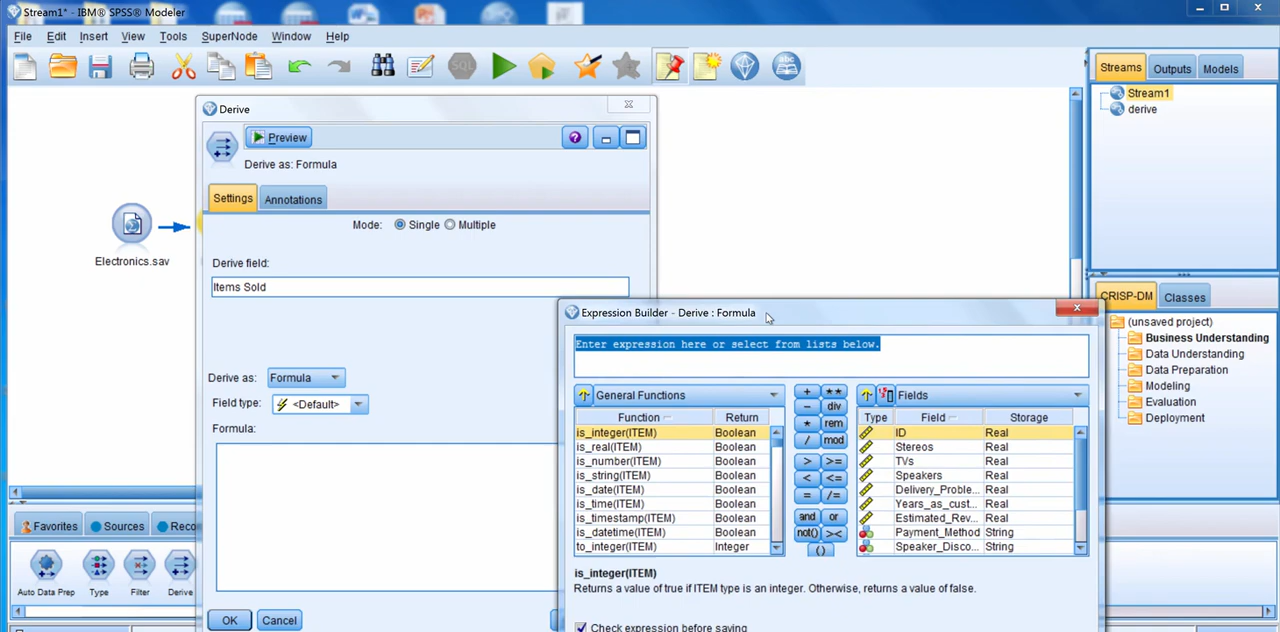 Stream1* - IBM® SPSS® Modeler
File Edit Insert View Tools SuperNode Window Help
SQL
abc
Streams Outputs Models
Stream1
derive
Electronics.sav
Derive
Preview
Derive as: Formula
Settings Annotations
Mode: Single Multiple
Derive field:
Items Sold
Derive as: Formula
Field type: <Default>
Formula:
OK Cancel
Expression Builder - Derive : Formula
Enter expression here or select from lists below.
General Functions
Function Return
is_integer(ITEM) Boolean
is_real(ITEM) Boolean
is_number(ITEM) Boolean
is_string(ITEM) Boolean
is_date(ITEM) Boolean
is_time(ITEM) Boolean
is_timestamp(ITEM) Boolean
is_datetime(ITEM) Boolean
to_integer(ITEM) Integer
+ **
- div
* rem
/ mod
> >=
< <=
= /=
and or
not() ><
()
Fields
Type Field Storage
ID Real
Stereos Real
TVs Real
Speakers Real
Delivery_Proble... Real
Years_as_cust... Real
Estimated_Rev... Real
Payment_Method String
Speaker_Disco... String
is_integer(ITEM)
Returns a value of true if ITEM type is an integer. Otherwise, returns a value of false.
Check expression before saving
CRISP-DM Classes
(unsaved project)
Business Understanding
Data Understanding
Data Preparation
Modeling
Evaluation
Deployment
Favorites Sources Reco
Auto Data Prep Type Filter Derive